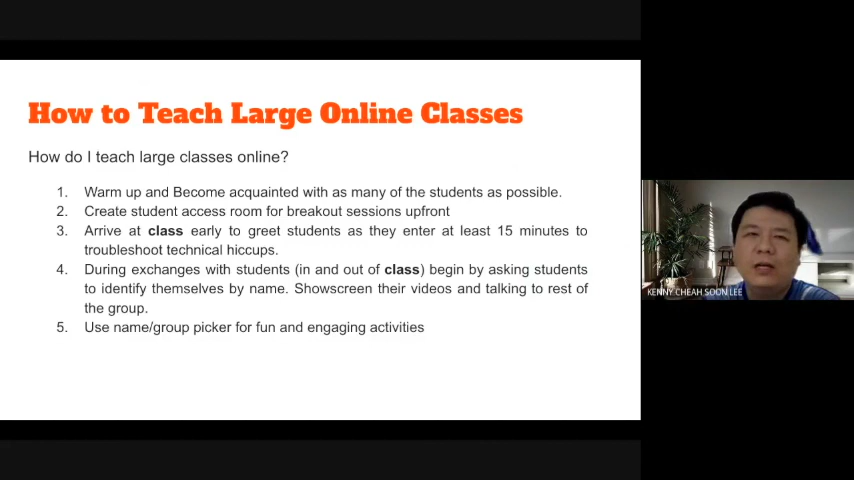 How to Teach Large Online Classes
How do I teach large classes online?
1. Warm up and Become acquainted with as many of the students as possible.
2. Create student access room for breakout sessions upfront
3. Arrive at class early to greet students as they enter at least 15 minutes to
troubleshoot technical hiccups.
4. During exchanges with students (in and out of class) begin by asking students
to identify themselves by name. Showscreen their videos and talking to rest of
the group.
5. Use name/group picker for fun and engaging activities
KENNY CHEAH SOON LEE